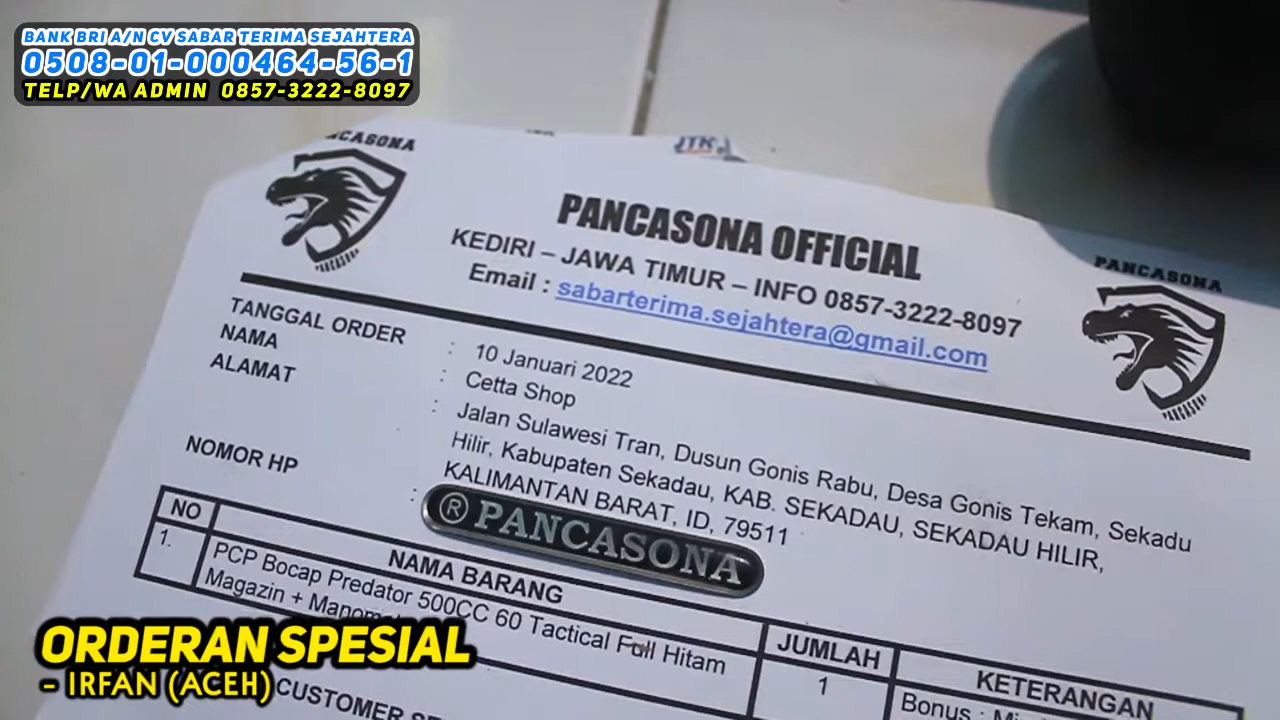 BANK BRI A/N CV SABAR TERIMA SEJAHTERA
0508-01-000464-56-1
TELP/WA ADMIN 0857-3222-8097
PANCASONA
JTK
PANCASONA OFFICIAL
KEDIRI – JAWA TIMUR – INFO 0857-3222-8097
Email : sabarterima.sejahtera@gmail.com
PANCASONA
PANCASONA
PANCASONA
TANGGAL ORDER : 10 Januari 2022
NAMA : Cetta Shop
ALAMAT : Jalan Sulawesi Tran, Dusun Gonis Rabu, Desa Gonis Tekam, Sekadu
Hilir, Kabupaten Sekadau, KAB. SEKADAU, SEKADAU HILIR,
KALIMANTAN BARAT, ID, 79511
NOMOR HP :
® PANCASONA
NO NAMA BARANG JUMLAH KETERANGAN
1. PCP Bocap Predator 500CC 60 Tactical Full Hitam 1 Bonus :
Magazin +
CUSTOMER
ORDERAN SPESIAL
- IRFAN (ACEH)